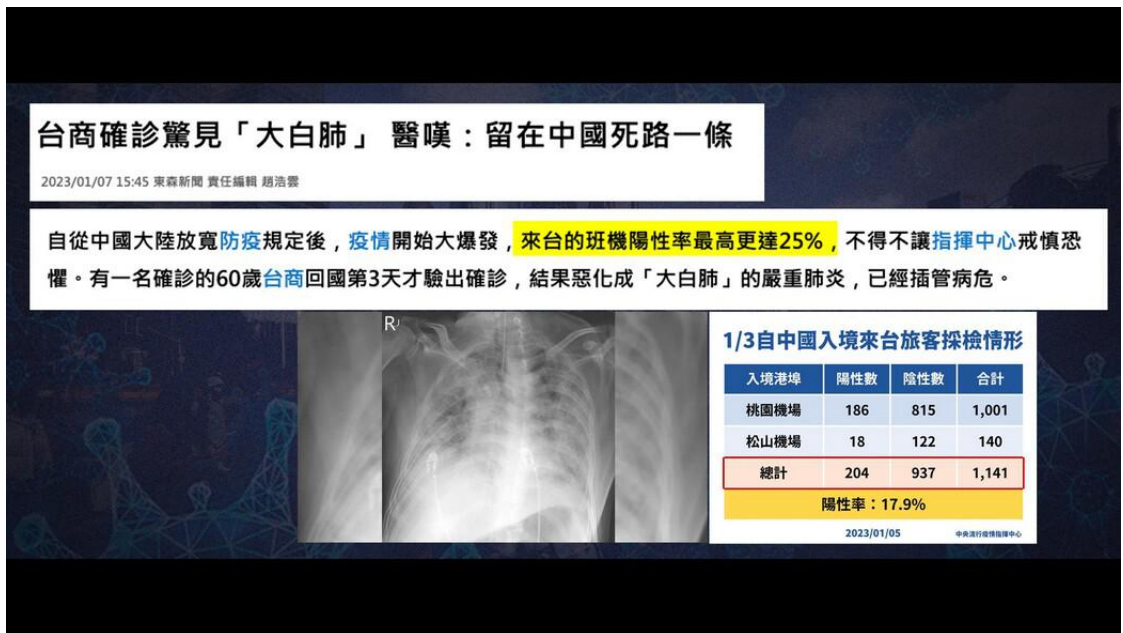 台商確診驚見「大白肺」 醫嘆：留在中國死路一條
2023/01/07 15:45 東森新聞 責任編輯 趙浩雲
自從中國大陸放寬防疫規定後，疫情開始大爆發，來台的班機陽性率最高更達25%，不得不讓指揮中心戒慎恐
懼。有一名確診的60歲台商回國第3天才驗出確診，結果惡化成「大白肺」的嚴重肺炎，已經插管病危。
R
1/3自中國入境來台旅客採檢情形
入境港埠 陽性數 陰性數 合計
桃園機場 186 815 1,001
松山機場 18 122 140
總計 204 937 1,141
陽性率：17.9%
2023/01/05 中央流行疫情指揮中心